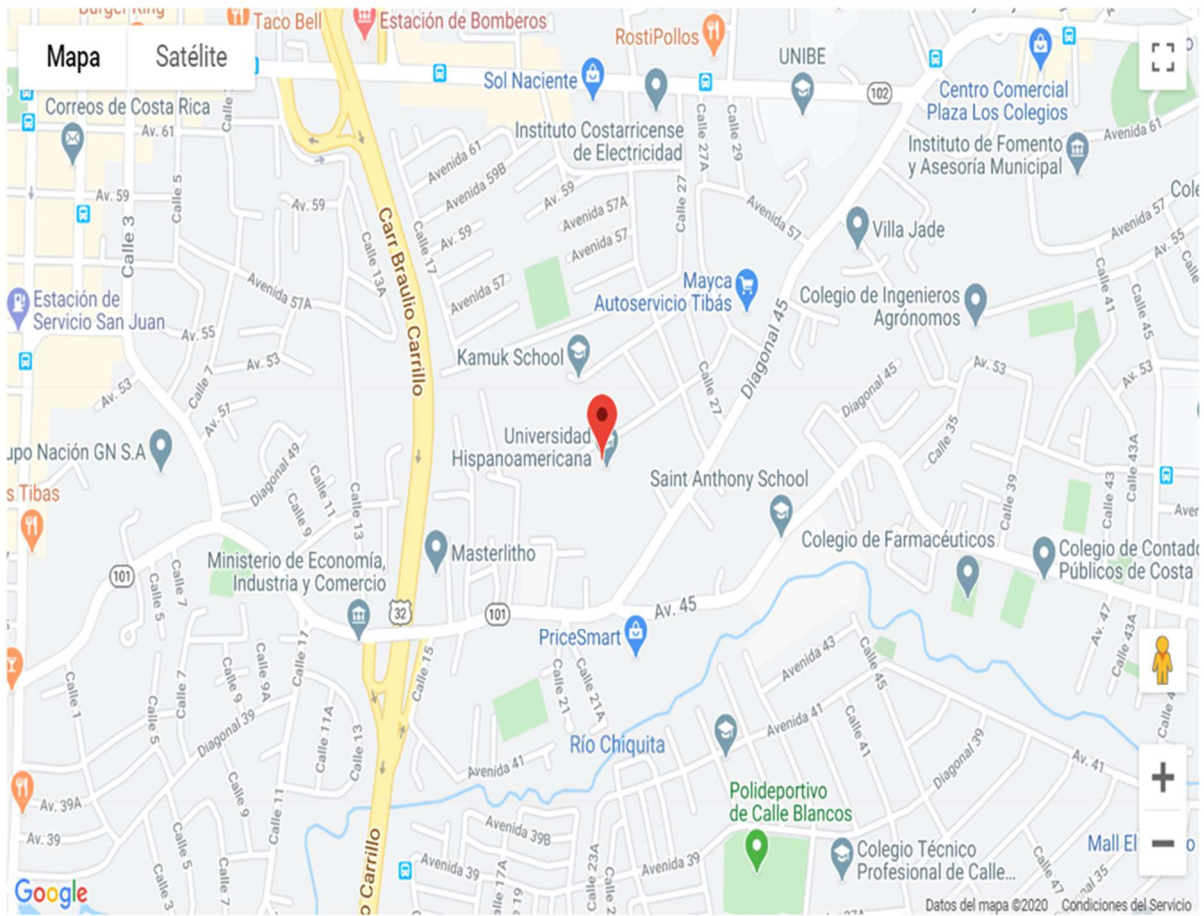 Burger King
Taco Bell
Estación de Bomberos
RostiPollos
UNIBE
Mapa
Satélite
Sol Naciente
102
Centro Comercial
Plaza Los Colegios
Correos de Costa Rica
Av. 61
Calle 5
Instituto Costarricense
de Electricidad
Calle 27A
Calle 29
Avenida 61
Instituto de Fomento
y Asesoría Municipal
Avenida 61
Avenida 59B
Av. 59
Av. 59
Av. 59
Avenida 57A
Calle 27
Avenida 57
Villa Jade
Avenida 57
Av. 55
Calle 3
Carr Braulio Carrillo
Calle 17
Av. 59
Avenida 57
Calle 13A
Avenida 57A
Avenida 57
Mayca
Autoservicio Tibás
Colegio de Ingenieros
Agrónomos
Calle 41
Calle 45
Estación de
Servicio San Juan
Av. 55
Av. 53
Calle 7
Kamuk School
Diagonal 45
Calle 27
Av. 53
Av. 53
Av. 53
Av. 51
Diagonal 45
Calle 35
Universidad
Hispanoamericana
upo Nación GN S.A
Diagonal 49
Calle 11
Calle 9
Calle 13
Saint Anthony School
Calle 39
Calle 43
Calle 43A
s Tibas
Masterlitho
Colegio de Farmacéuticos
Colegio de Contado
Públicos de Costa
Ministerio de Economía,
Industria y Comercio
101
Calle 5
Calle 7
32
101
Av. 45
PriceSmart
Av. 47
Calle 43A
Calle 17
Calle 15
Calle 1
Calle 5
Calle 7
Calle 9
Calle 9A
Diagonal 39
Calle 11A
Calle 13
Calle 21
Calle 21A
Avenida 43
Calle 45
Río Chiquita
Avenida 41
Avenida 41
Calle 41
Diagonal 39
Av. 41
Av. 39A
Av. 39
Calle 9
Calle 11
Calle 5
Calle 7
Polideportivo
de Calle Blancos
Avenida 39B
Avenida 39
Avenida 39
Calle 23A
Calle 17A
Colegio Técnico
Profesional de Calle...
Calle 47
Mall El
o Carrillo
Google
Datos del mapa ©2020
Condiciones del Servicio